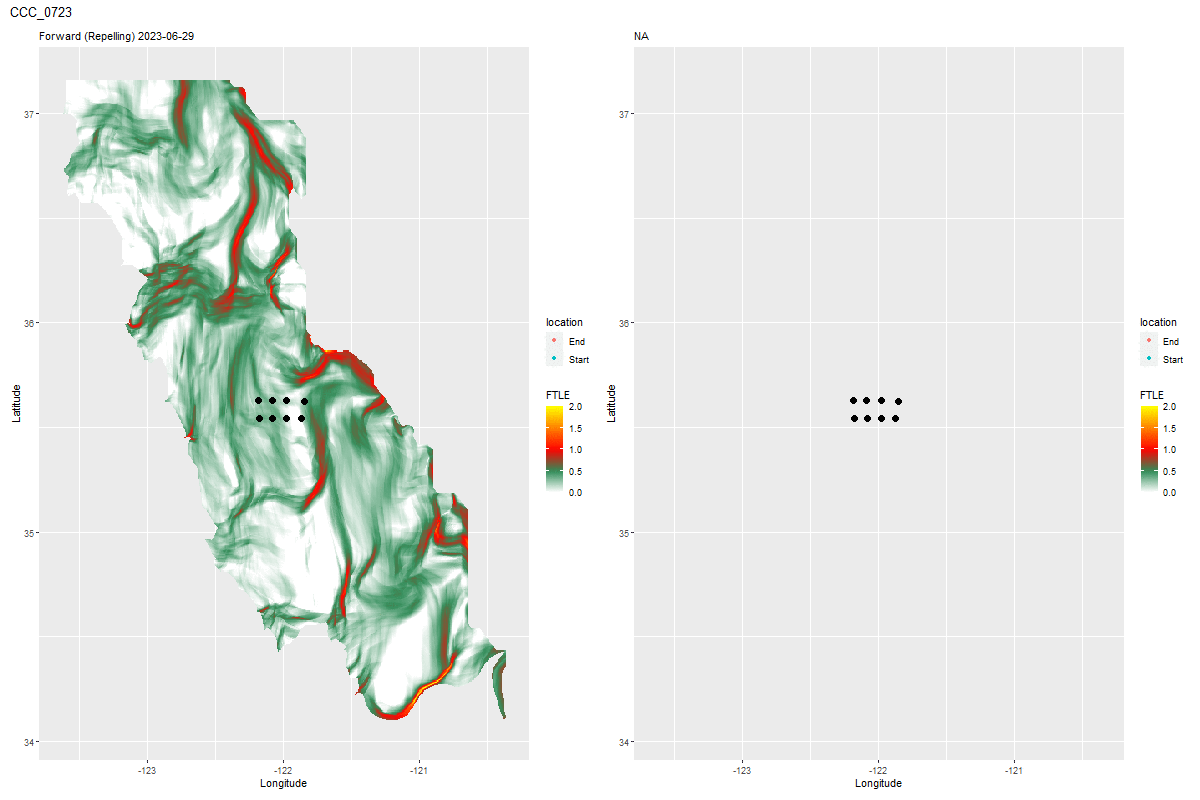 CCC_0723
Forward (Repelling) 2023-06-29
37
36
35
34
-123
-122
-121
Longitude
Latitude
location
End
Start
FTLE
2.0
1.5
1.0
0.5
0.0
NA
37
36
35
34
-123
-122
-121
Longitude
Latitude
location
End
Start
FTLE
2.0
1.5
1.0
0.5
0.0